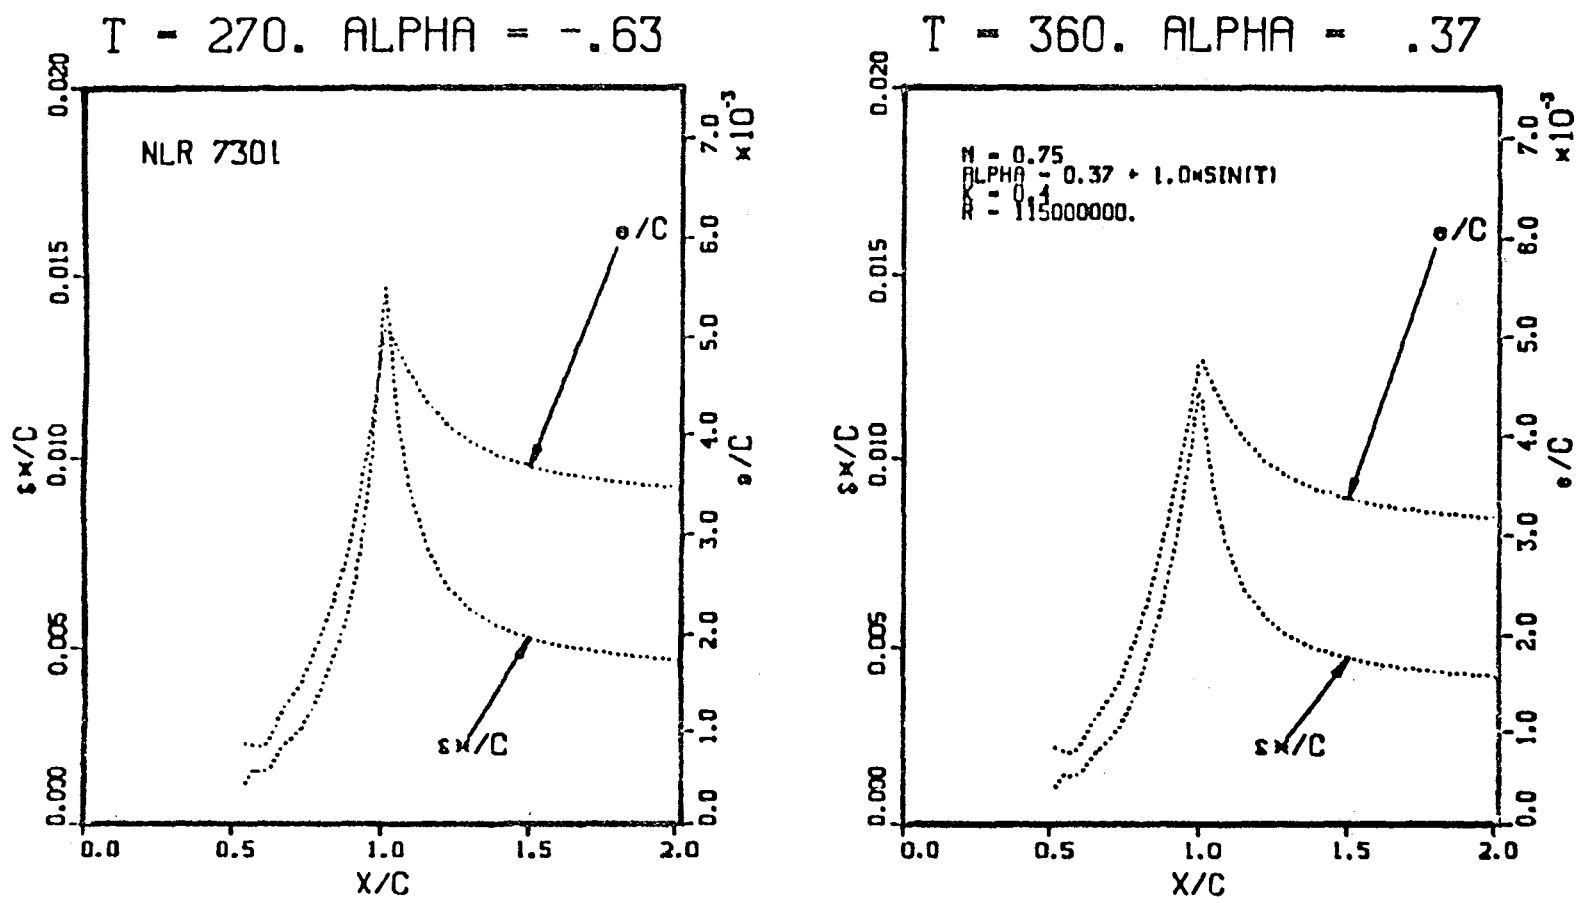 T = 270. ALPHA = -.63
0.020
0.015
0.010
0.005
0.000
δ*/C
NLR 7301
θ/C
δ*/C
7.0
6.0
5.0
4.0
3.0
2.0
1.0
0.0
×10⁻³
θ/C
0.0 0.5 1.0 1.5 2.0
X/C
T = 360. ALPHA = .37
0.020
0.015
0.010
0.005
0.000
δ*/C
M = 0.75
ALPHA = 0.37 + 1.0*SIN(T)
K = 0.4
R = 115000000.
θ/C
δ*/C
7.0
6.0
5.0
4.0
3.0
2.0
1.0
0.0
×10⁻³
θ/C
0.0 0.5 1.0 1.5 2.0
X/C